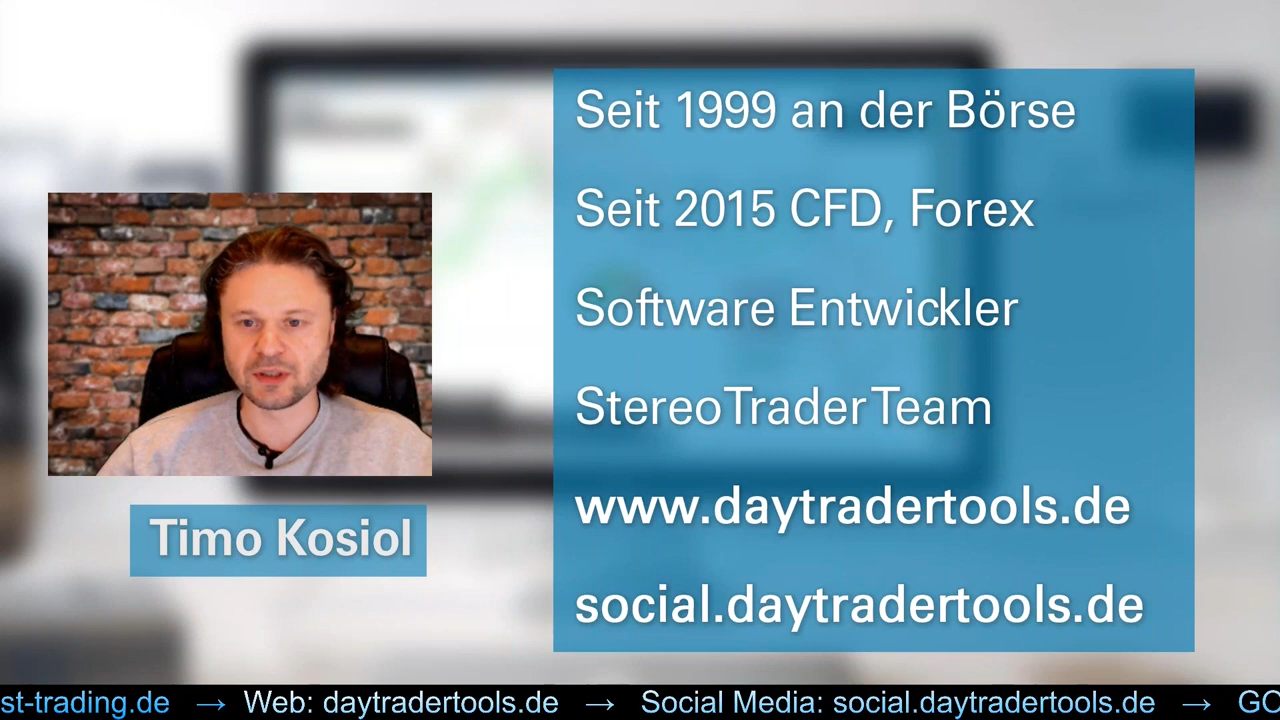 Seit 1999 an der Börse
Seit 2015 CFD, Forex
Software Entwickler
StereoTrader Team
www.daytradertools.de
social.daytradertools.de
Timo Kosiol
st-trading.de → Web: daytradertools.de → Social Media: social.daytradertools.de → GO